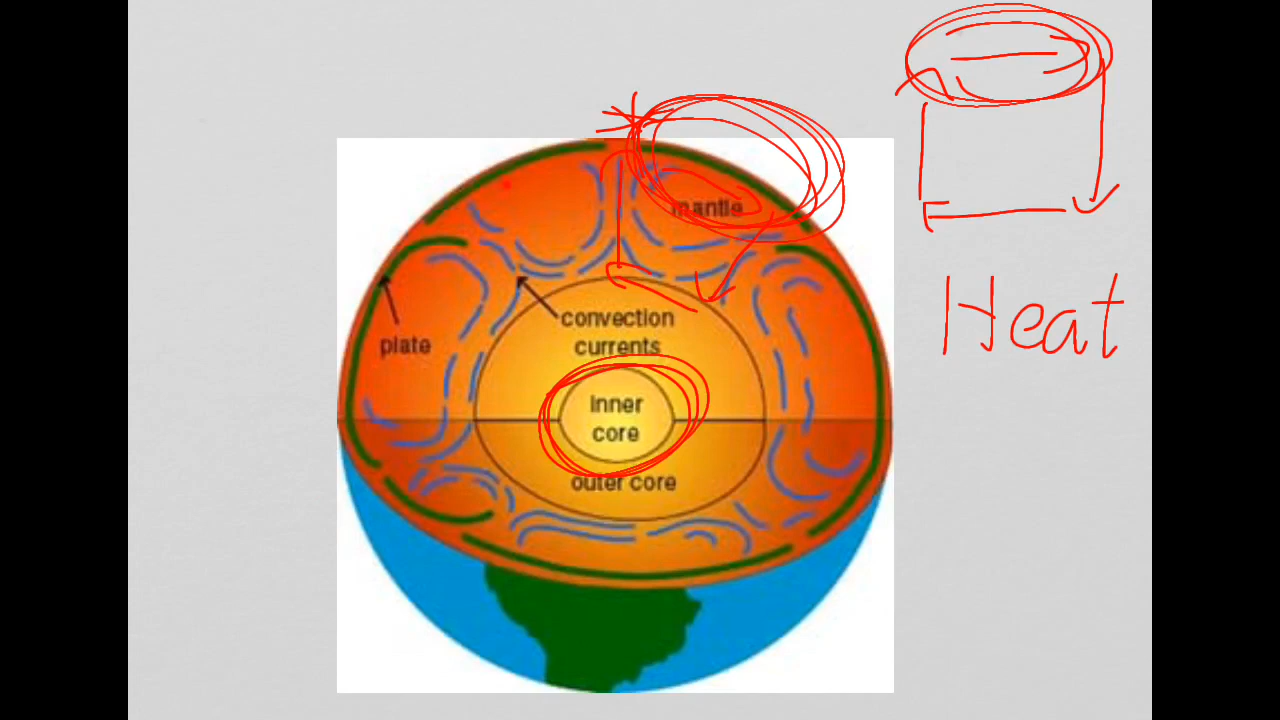 mantle
convection
currents
Heat
plate
inner
core
outer core